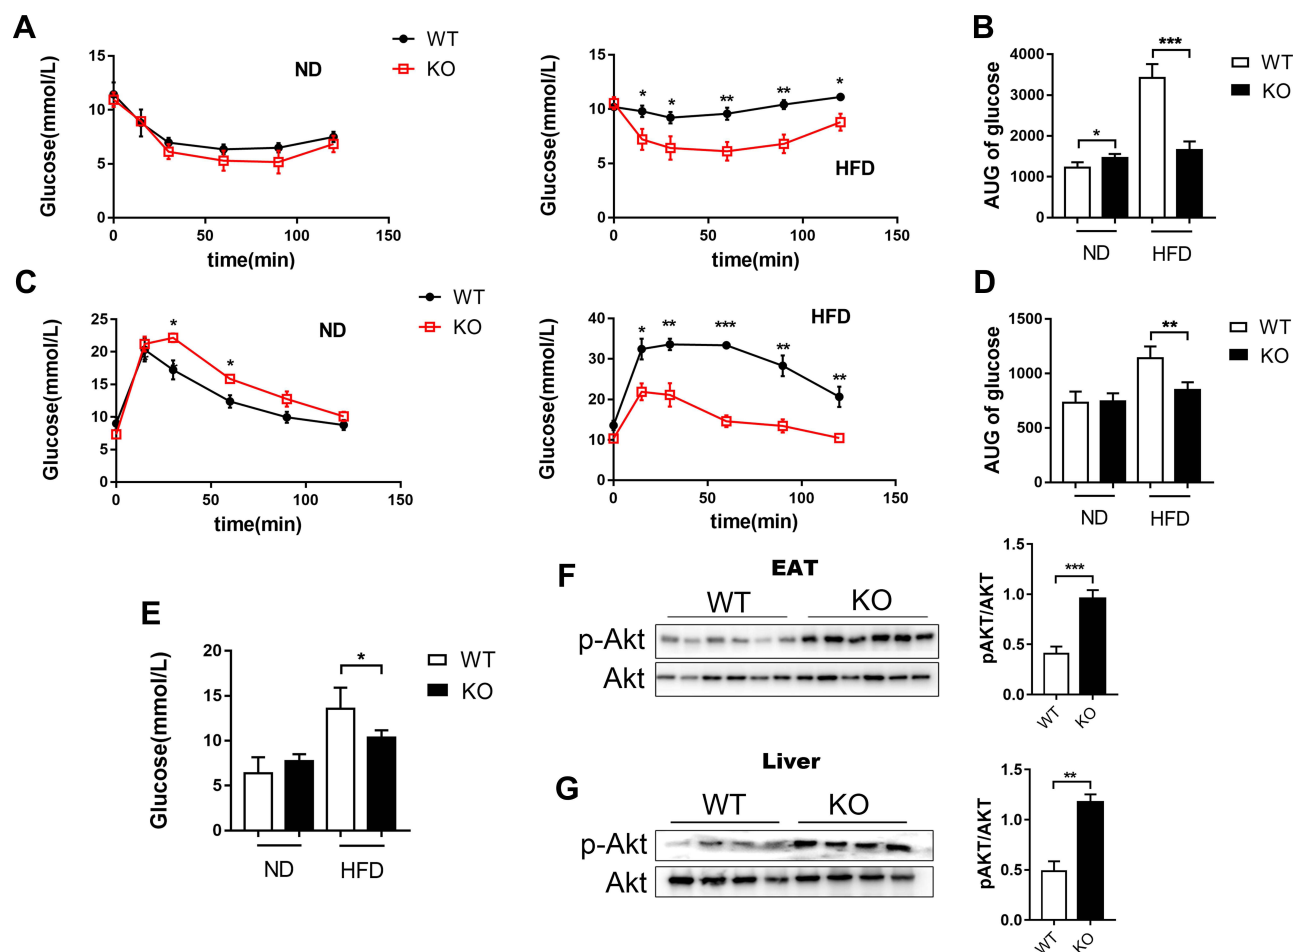 A
WT
KO
ND
15
10
5
0
Glucose(mmol/L)
0 50 100 150
time(min)
15
10
5
0
Glucose(mmol/L)
* * ** ** *
HFD
0 50 100 150
time(min)
B
4000
3000
2000
1000
0
AUG of glucose
*
***
WT
KO
ND HFD
C
WT
KO
ND
25
20
15
10
5
0
Glucose(mmol/L)
* *
0 50 100 150
time(min)
HFD
40
30
20
10
0
Glucose(mmol/L)
* ** *** ** **
0 50 100 150
time(min)
D
1500
1000
500
0
AUG of glucose
**
WT
KO
ND HFD
E
20
15
10
5
0
Glucose(mmol/L)
*
WT
KO
ND HFD
F
EAT
WT KO
p-Akt
Akt
1.5
1.0
0.5
0.0
pAKT/AKT
***
WT KO
G
Liver
WT KO
p-Akt
Akt
1.5
1.0
0.5
0.0
pAKT/AKT
**
WT KO